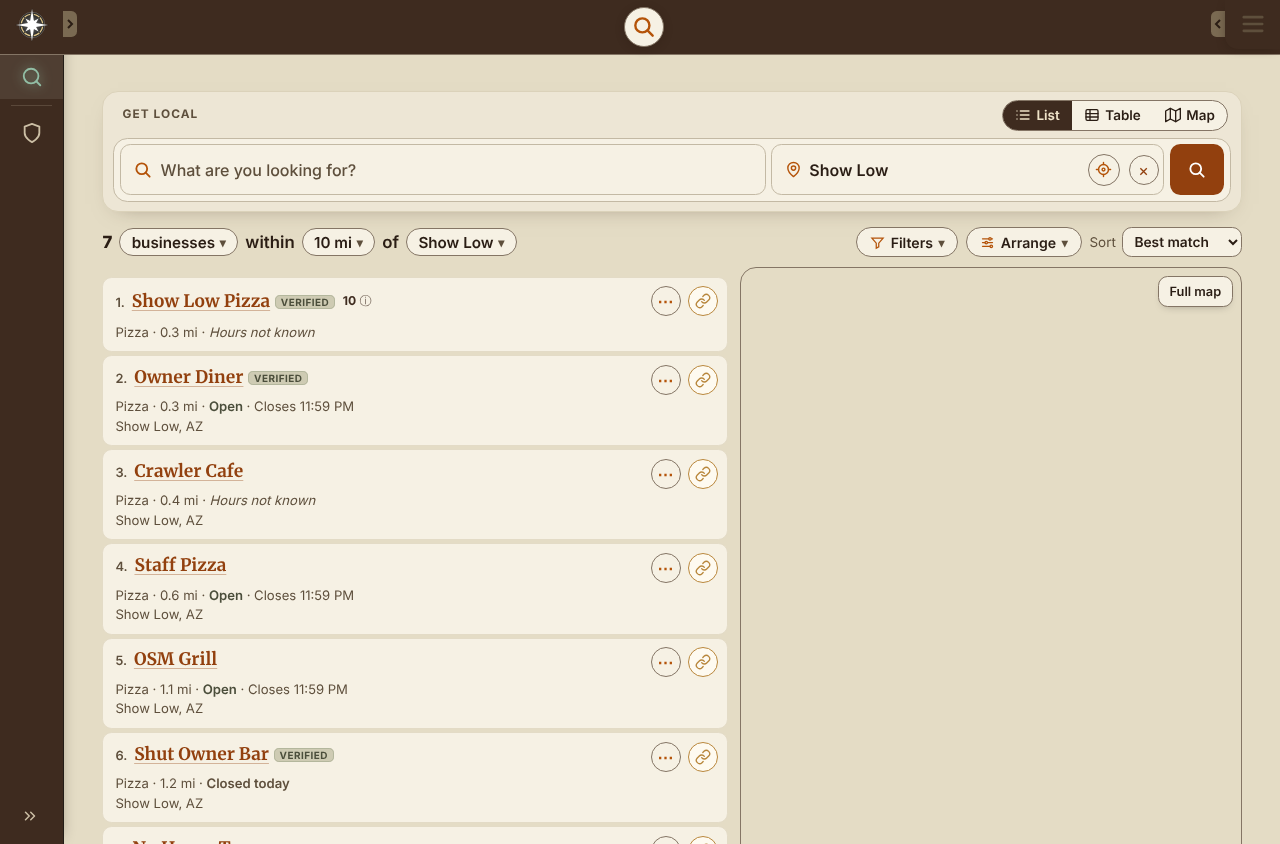 GET LOCAL
List Table Map
What are you looking for?
Show Low
7 businesses ▾ within 10 mi ▾ of Show Low ▾
Filters ▾ Arrange ▾ Sort Best match
Full map
1. Show Low Pizza VERIFIED 10 ⓘ
Pizza · 0.3 mi · Hours not known
2. Owner Diner VERIFIED
Pizza · 0.3 mi · Open · Closes 11:59 PM
Show Low, AZ
3. Crawler Cafe
Pizza · 0.4 mi · Hours not known
Show Low, AZ
4. Staff Pizza
Pizza · 0.6 mi · Open · Closes 11:59 PM
Show Low, AZ
5. OSM Grill
Pizza · 1.1 mi · Open · Closes 11:59 PM
Show Low, AZ
6. Shut Owner Bar VERIFIED
Pizza · 1.2 mi · Closed today
Show Low, AZ